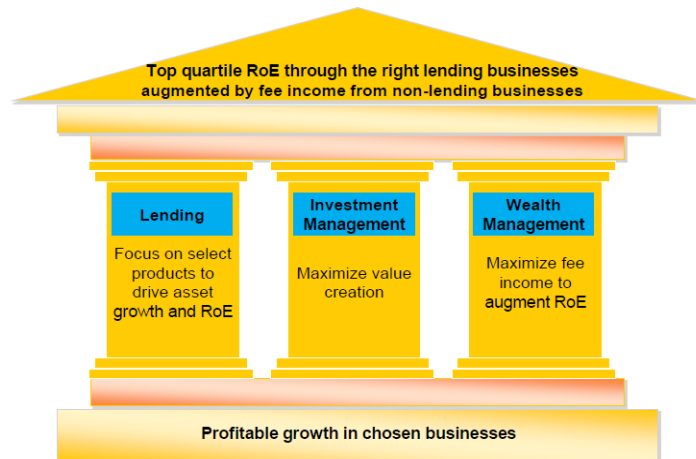 Top quartile RoE through the right lending businesses
augmented by fee income from non-lending businesses
Lending
Focus on select
products to
drive asset
growth and RoE
Investment
Management
Maximize value
creation
Wealth
Management
Maximize fee
income to
augment RoE
Profitable growth in chosen businesses